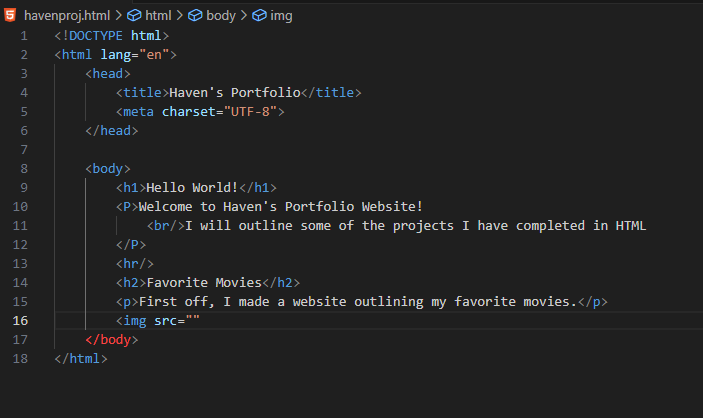 havenproj.html > html > body > img
1 <!DOCTYPE html>
2 <html lang="en">
3     <head>
4         <title>Haven's Portfolio</title>
5         <meta charset="UTF-8">
6     </head>
7
8     <body>
9         <h1>Hello World!</h1>
10         <P>Welcome to Haven's Portfolio Website!
11             <br/>I will outline some of the projects I have completed in HTML
12         </P>
13         <hr/>
14         <h2>Favorite Movies</h2>
15         <p>First off, I made a website outlining my favorite movies.</p>
16         <img src=""
17     </body>
18 </html>